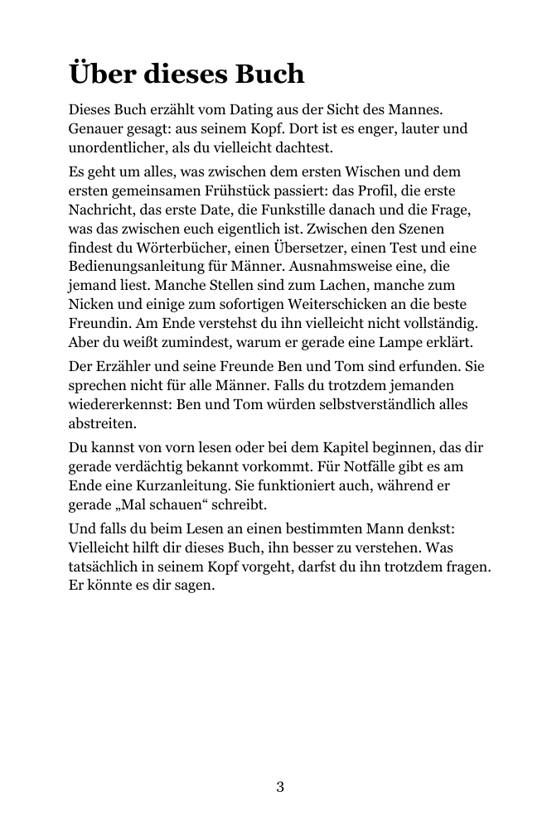 Über dieses Buch
Dieses Buch erzählt vom Dating aus der Sicht des Mannes.
Genauer gesagt: aus seinem Kopf. Dort ist es enger, lauter und
unordentlicher, als du vielleicht dachtest.
Es geht um alles, was zwischen dem ersten Wischen und dem
ersten gemeinsamen Frühstück passiert: das Profil, die erste
Nachricht, das erste Date, die Funkstille danach und die Frage,
was das zwischen euch eigentlich ist. Zwischen den Szenen
findest du Wörterbücher, einen Übersetzer, einen Test und eine
Bedienungsanleitung für Männer. Ausnahmsweise eine, die
jemand liest. Manche Stellen sind zum Lachen, manche zum
Nicken und einige zum sofortigen Weiterschicken an die beste
Freundin. Am Ende verstehst du ihn vielleicht nicht vollständig.
Aber du weißt zumindest, warum er gerade eine Lampe erklärt.
Der Erzähler und seine Freunde Ben und Tom sind erfunden. Sie
sprechen nicht für alle Männer. Falls du trotzdem jemanden
wiedererkennst: Ben und Tom würden selbstverständlich alles
abstreiten.
Du kannst von vorn lesen oder bei dem Kapitel beginnen, das dir
gerade verdächtig bekannt vorkommt. Für Notfälle gibt es am
Ende eine Kurzanleitung. Sie funktioniert auch, während er
gerade „Mal schauen“ schreibt.
Und falls du beim Lesen an einen bestimmten Mann denkst:
Vielleicht hilft dir dieses Buch, ihn besser zu verstehen. Was
tatsächlich in seinem Kopf vorgeht, darfst du ihn trotzdem fragen.
Er könnte es dir sagen.
3